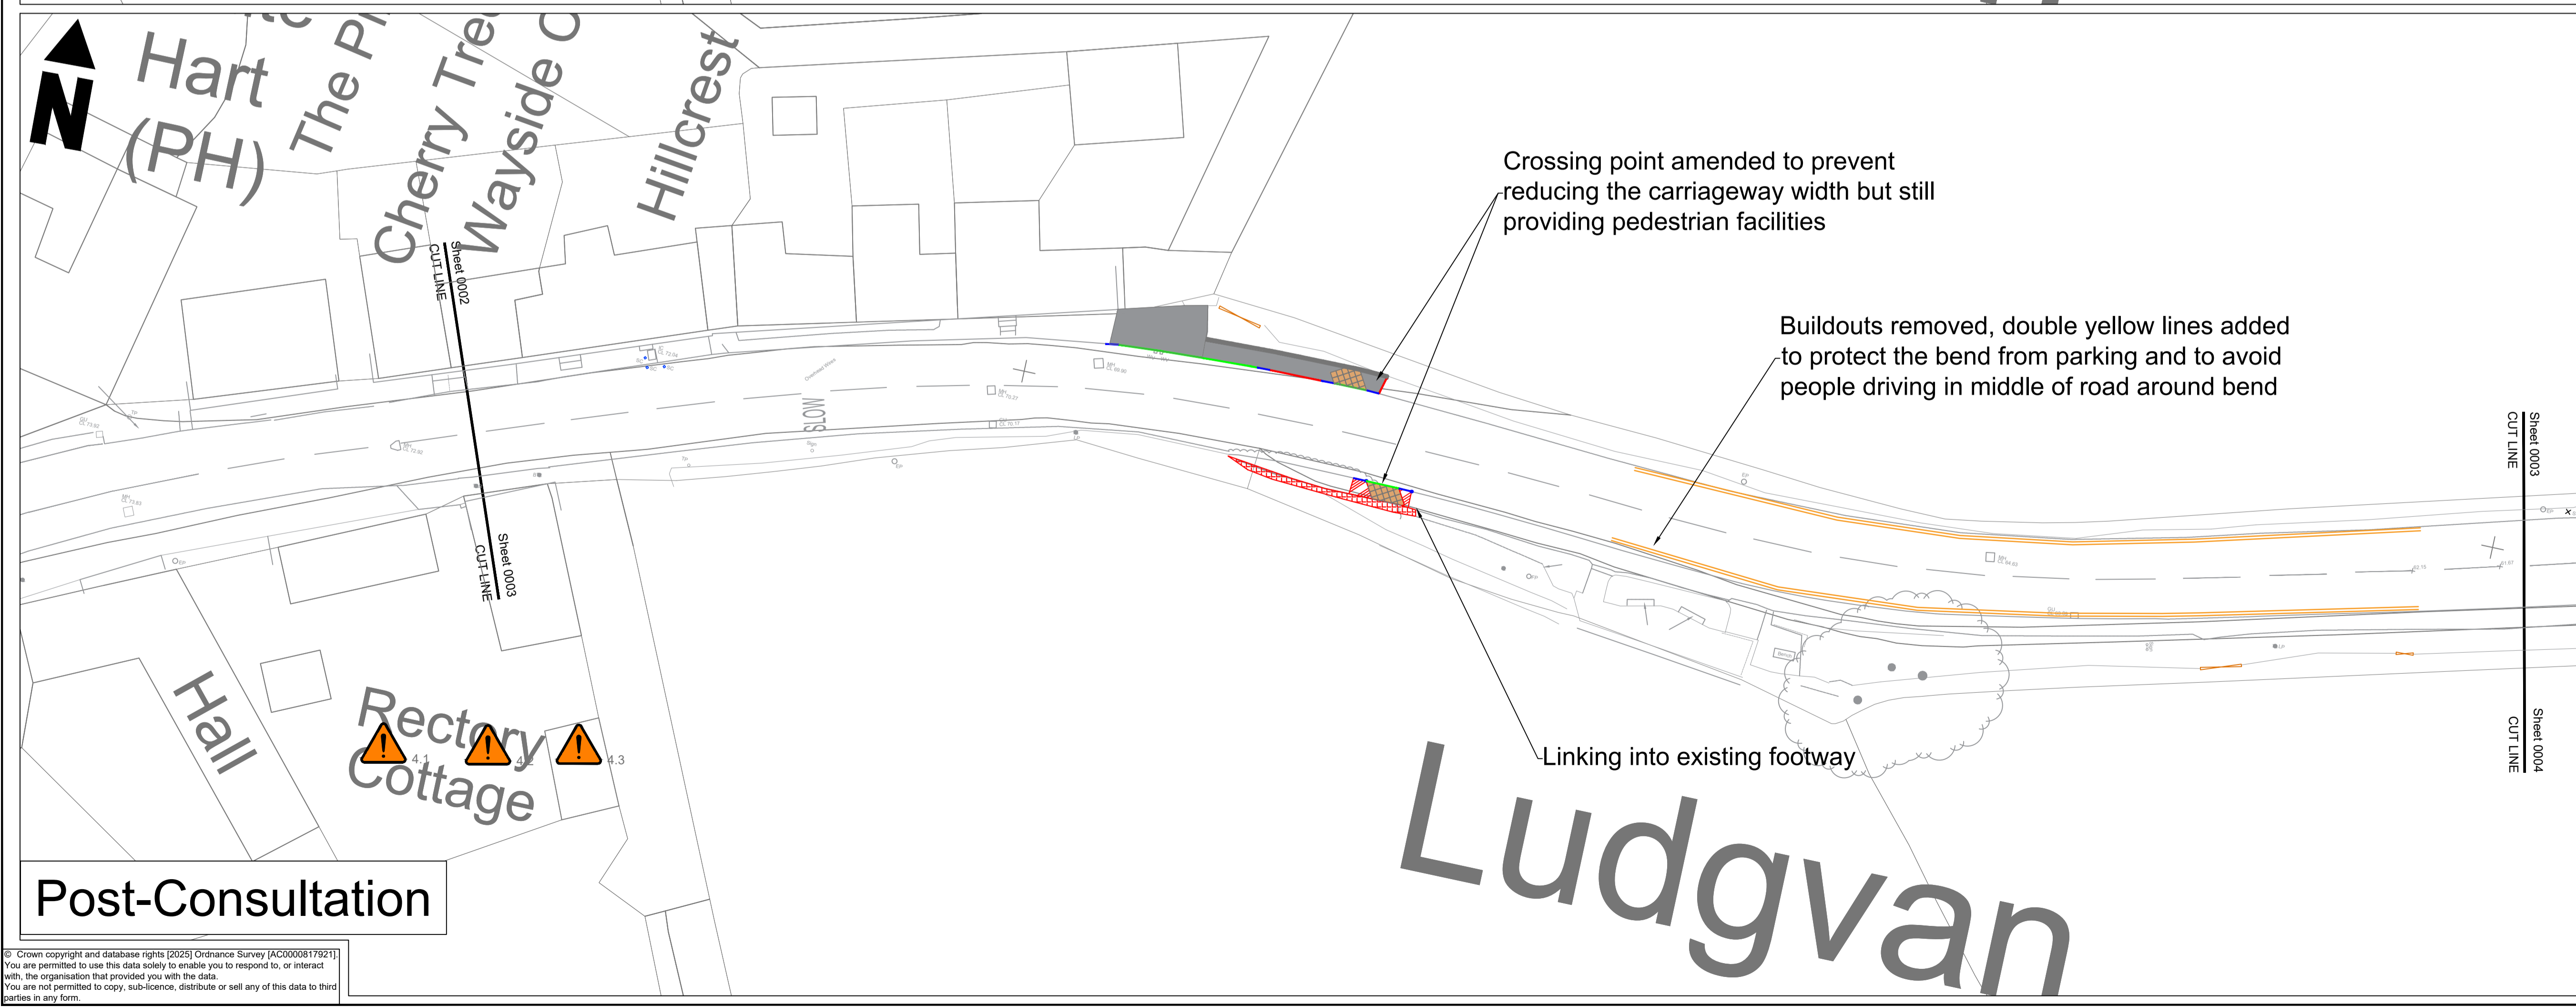 N
Hart
(PH)
Cherry Tree
Hillcrest
Sheet 0002
CUT LINE
Crossing point amended to prevent
reducing the carriageway width but still
providing pedestrian facilities
Buildouts removed, double yellow lines added
to protect the bend from parking and to avoid
people driving in middle of road around bend
SLOW
Sheet 0003
CUT LINE
Sheet 0003
CUT LINE
Sheet 0004
CUT LINE
Hall
Rectory
Cottage
4.1
4.2
4.3
Linking into existing footway
Ludgvan
Post-Consultation
© Crown copyright and database rights [2025] Ordnance Survey [AC0000817921].
You are permitted to use this data solely to enable you to respond to, or interact
with, the organisation that provided you with the data.
You are not permitted to copy, sub-licence, distribute or sell any of this data to third
parties in any form.